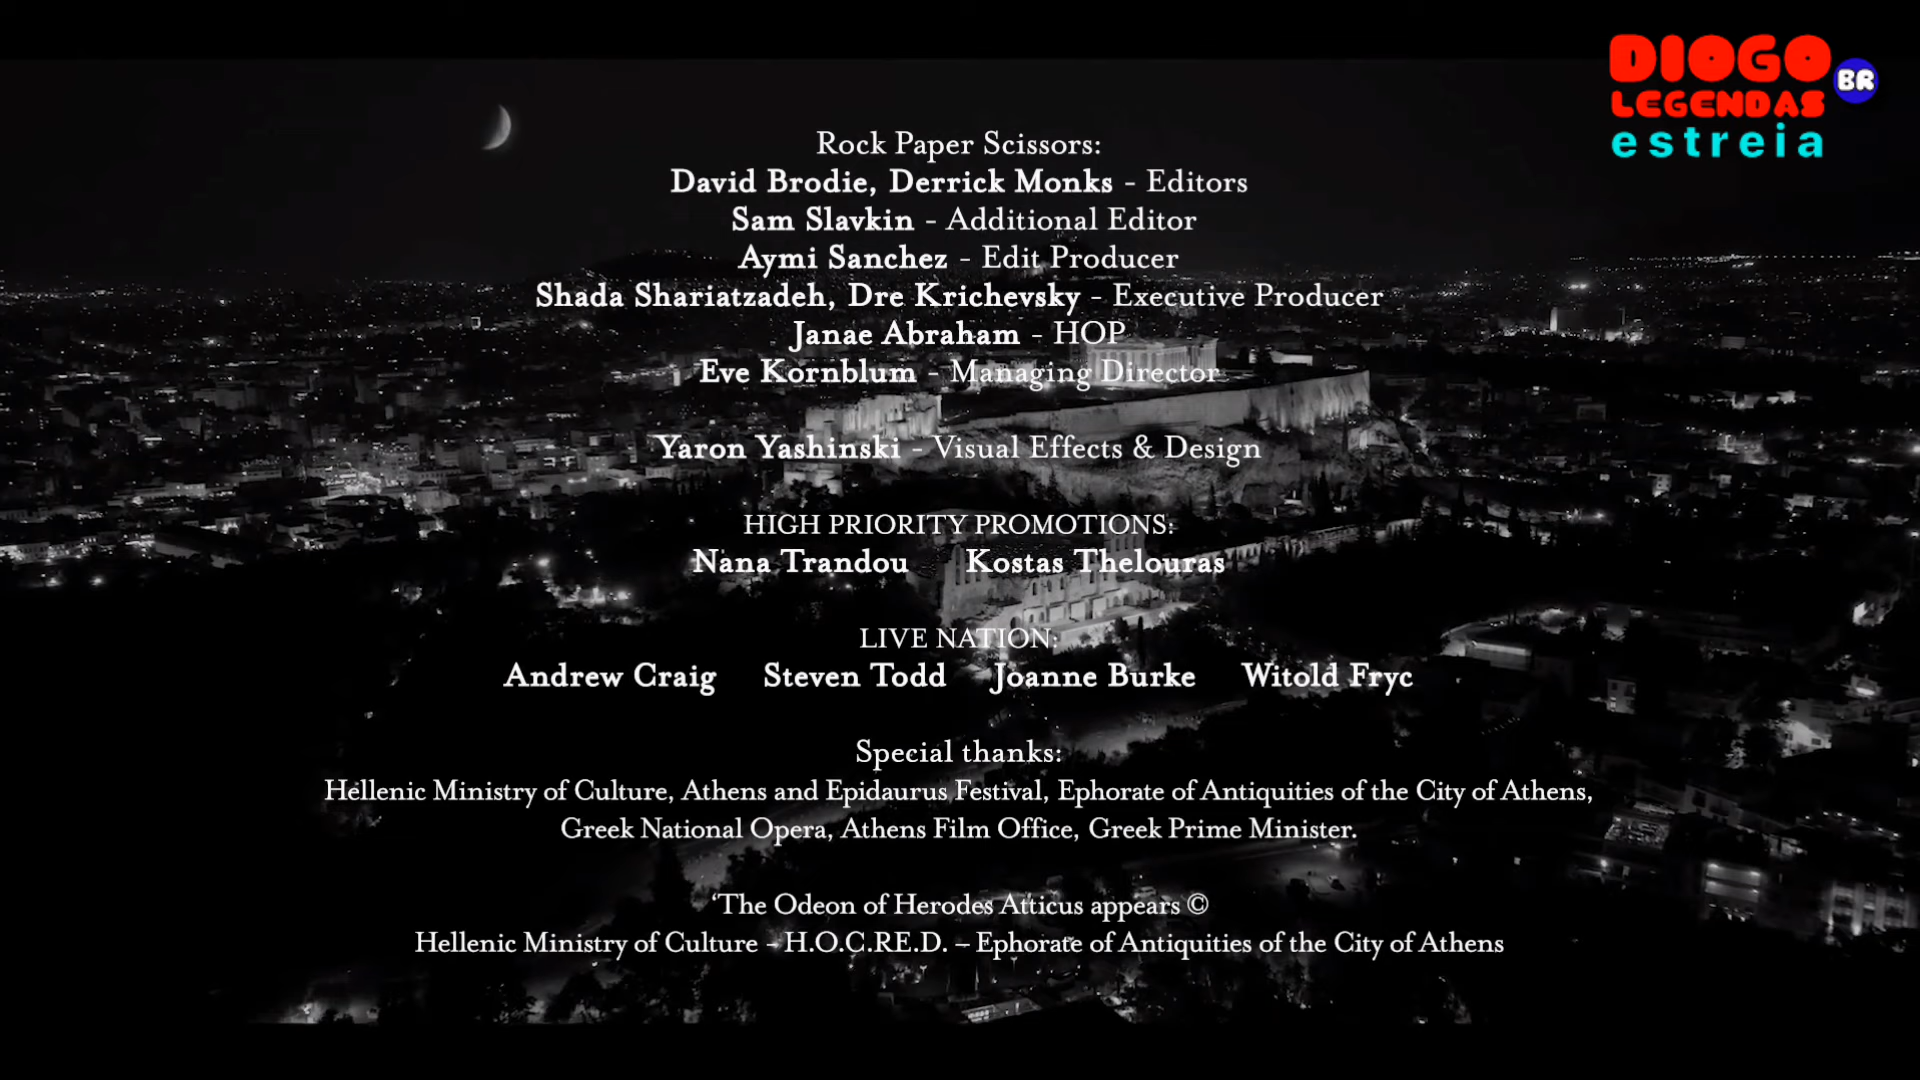 DIOGO
BR
LEGENDAS
estreia
Rock Paper Scissors:
David Brodie, Derrick Monks - Editors
Sam Slavkin - Additional Editor
Aymi Sanchez - Edit Producer
Shada Shariatzadeh, Dre Krichevsky - Executive Producer
Janae Abraham - HOP
Eve Kornblum - Managing Director
Yaron Yashinski - Visual Effects & Design
HIGH PRIORITY PROMOTIONS:
Nana Trandou Kostas Thelouras
LIVE NATION:
Andrew Craig Steven Todd Joanne Burke Witold Fryc
Special thanks:
Hellenic Ministry of Culture, Athens and Epidaurus Festival, Ephorate of Antiquities of the City of Athens,
Greek National Opera, Athens Film Office, Greek Prime Minister.
‘The Odeon of Herodes Atticus appears ©
Hellenic Ministry of Culture - H.O.C.RE.D. – Ephorate of Antiquities of the City of Athens